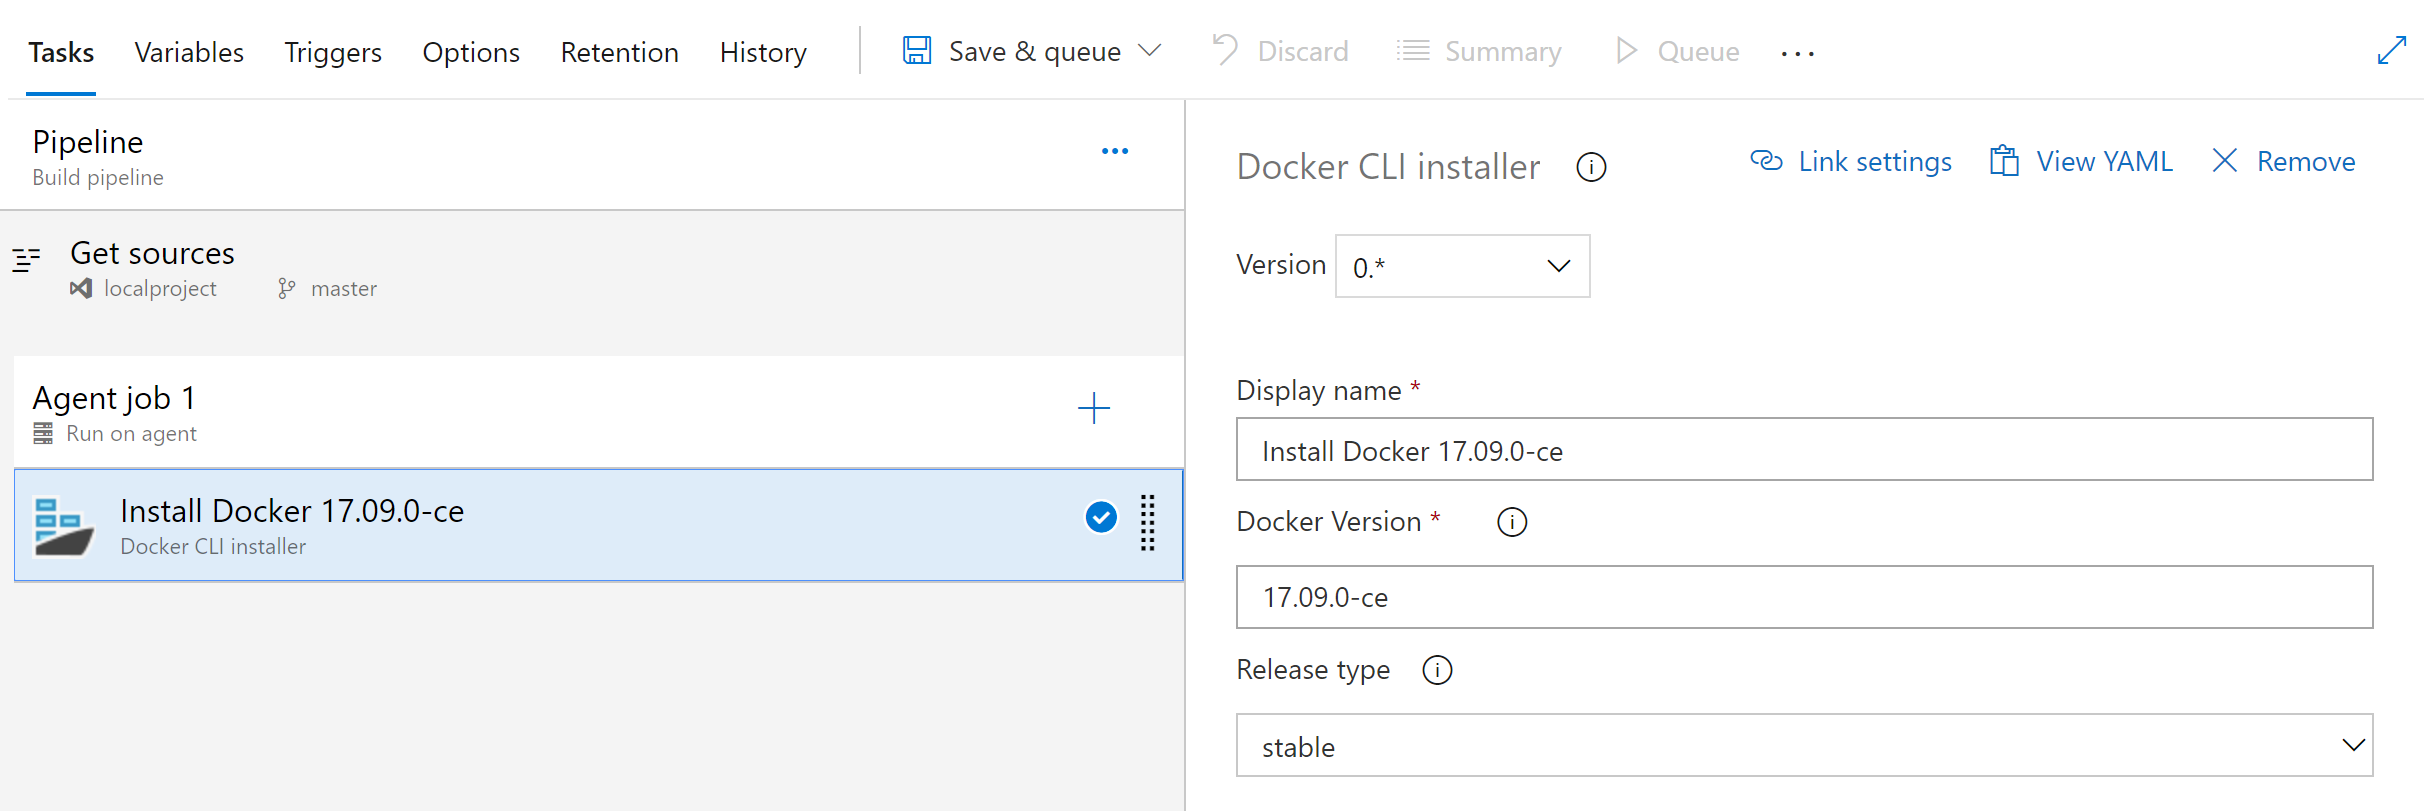 Tasks Variables Triggers Options Retention History Save & queue Discard Summary Queue ...
Pipeline
Build pipeline
Get sources
localproject master
Agent job 1
Run on agent
Install Docker 17.09.0-ce
Docker CLI installer
Docker CLI installer Link settings View YAML Remove
Version 0.*
Display name *
Install Docker 17.09.0-ce
Docker Version *
17.09.0-ce
Release type
stable